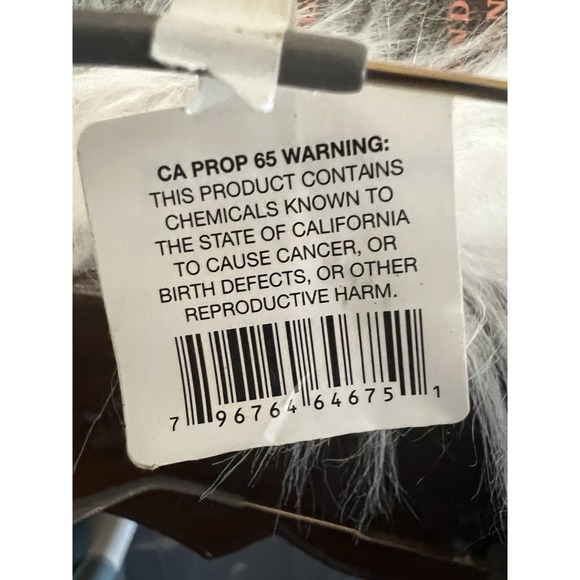 CA PROP 65 WARNING:
THIS PRODUCT CONTAINS
CHEMICALS KNOWN TO
THE STATE OF CALIFORNIA
TO CAUSE CANCER, OR
BIRTH DEFECTS, OR OTHER
REPRODUCTIVE HARM.
7 96764 64675 1